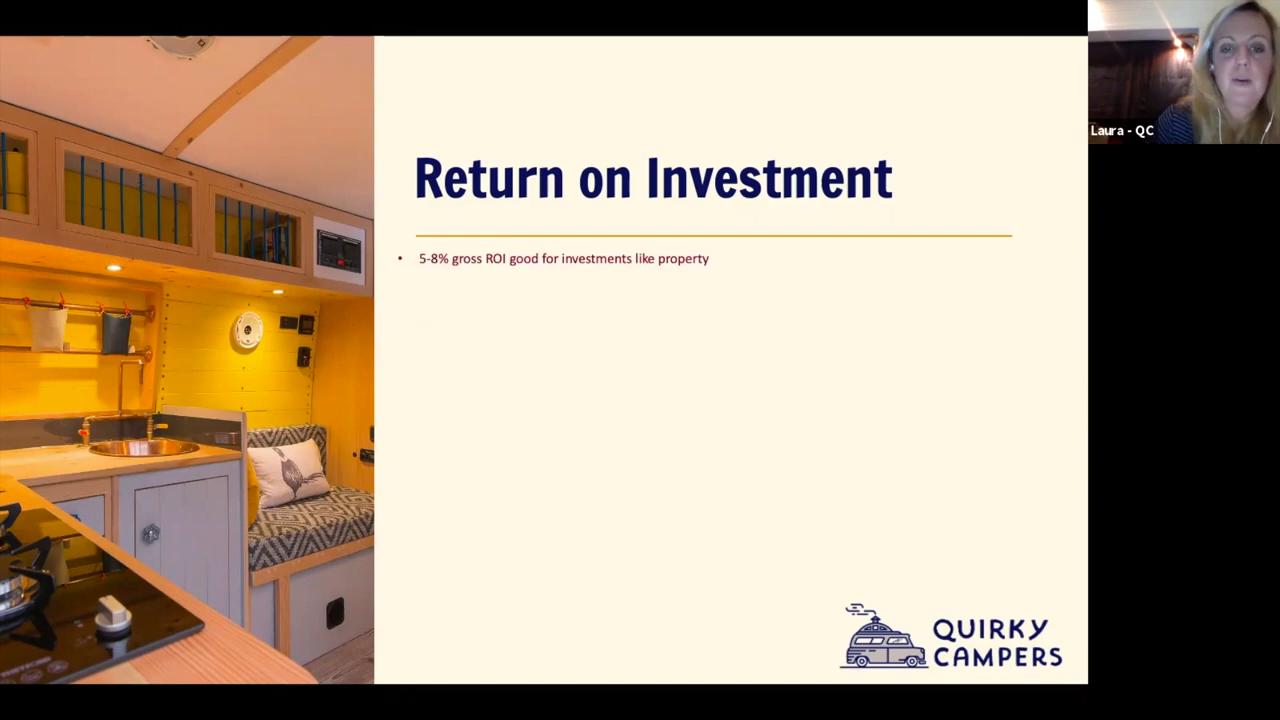 Return on Investment
• 5-8% gross ROI good for investments like property
QUIRKY
CAMPERS
Laura - QC